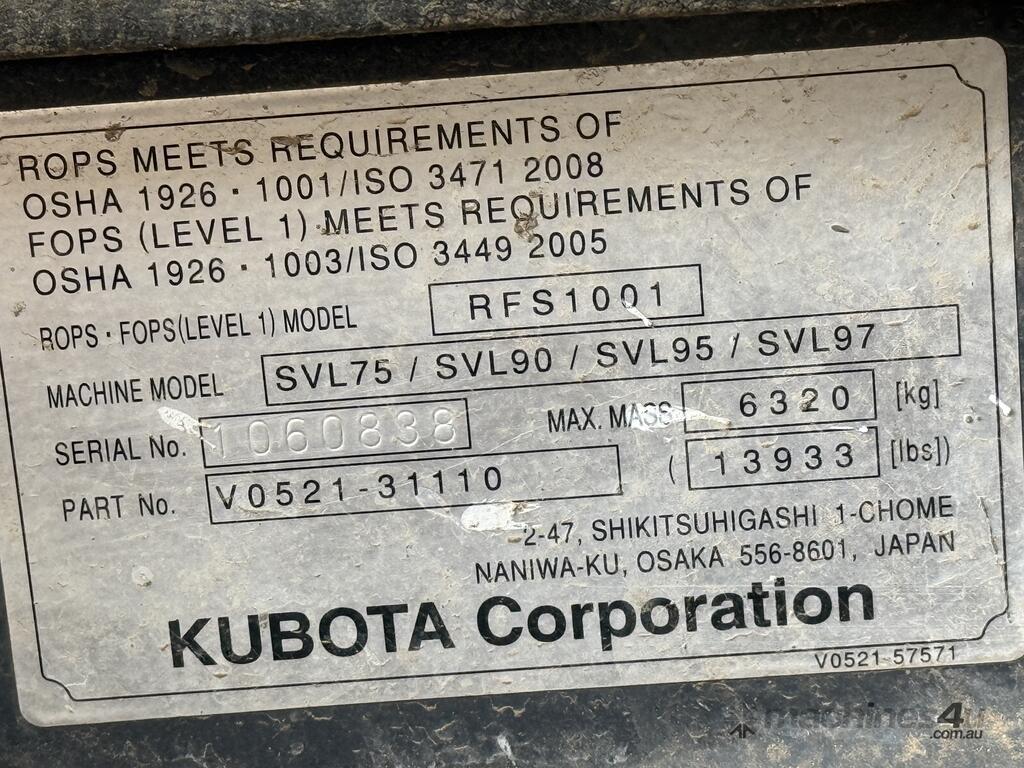 ROPS MEETS REQUIREMENTS OF
OSHA 1926・1001/ISO 3471 2008
FOPS (LEVEL 1) MEETS REQUIREMENTS OF
OSHA 1926・1003/ISO 3449 2005
ROPS・FOPS(LEVEL 1) MODEL RFS1001
MACHINE MODEL SVL75 / SVL90 / SVL95 / SVL97
SERIAL No. 1060838 MAX. MASS 6320 [kg]
PART No. V0521-31110 (13933 [lbs])
2-47, SHIKITSUHIGASHI 1-CHOME
NANIWA-KU, OSAKA 556-8601, JAPAN
KUBOTA Corporation
V0521-57571
machines4u
.com.au